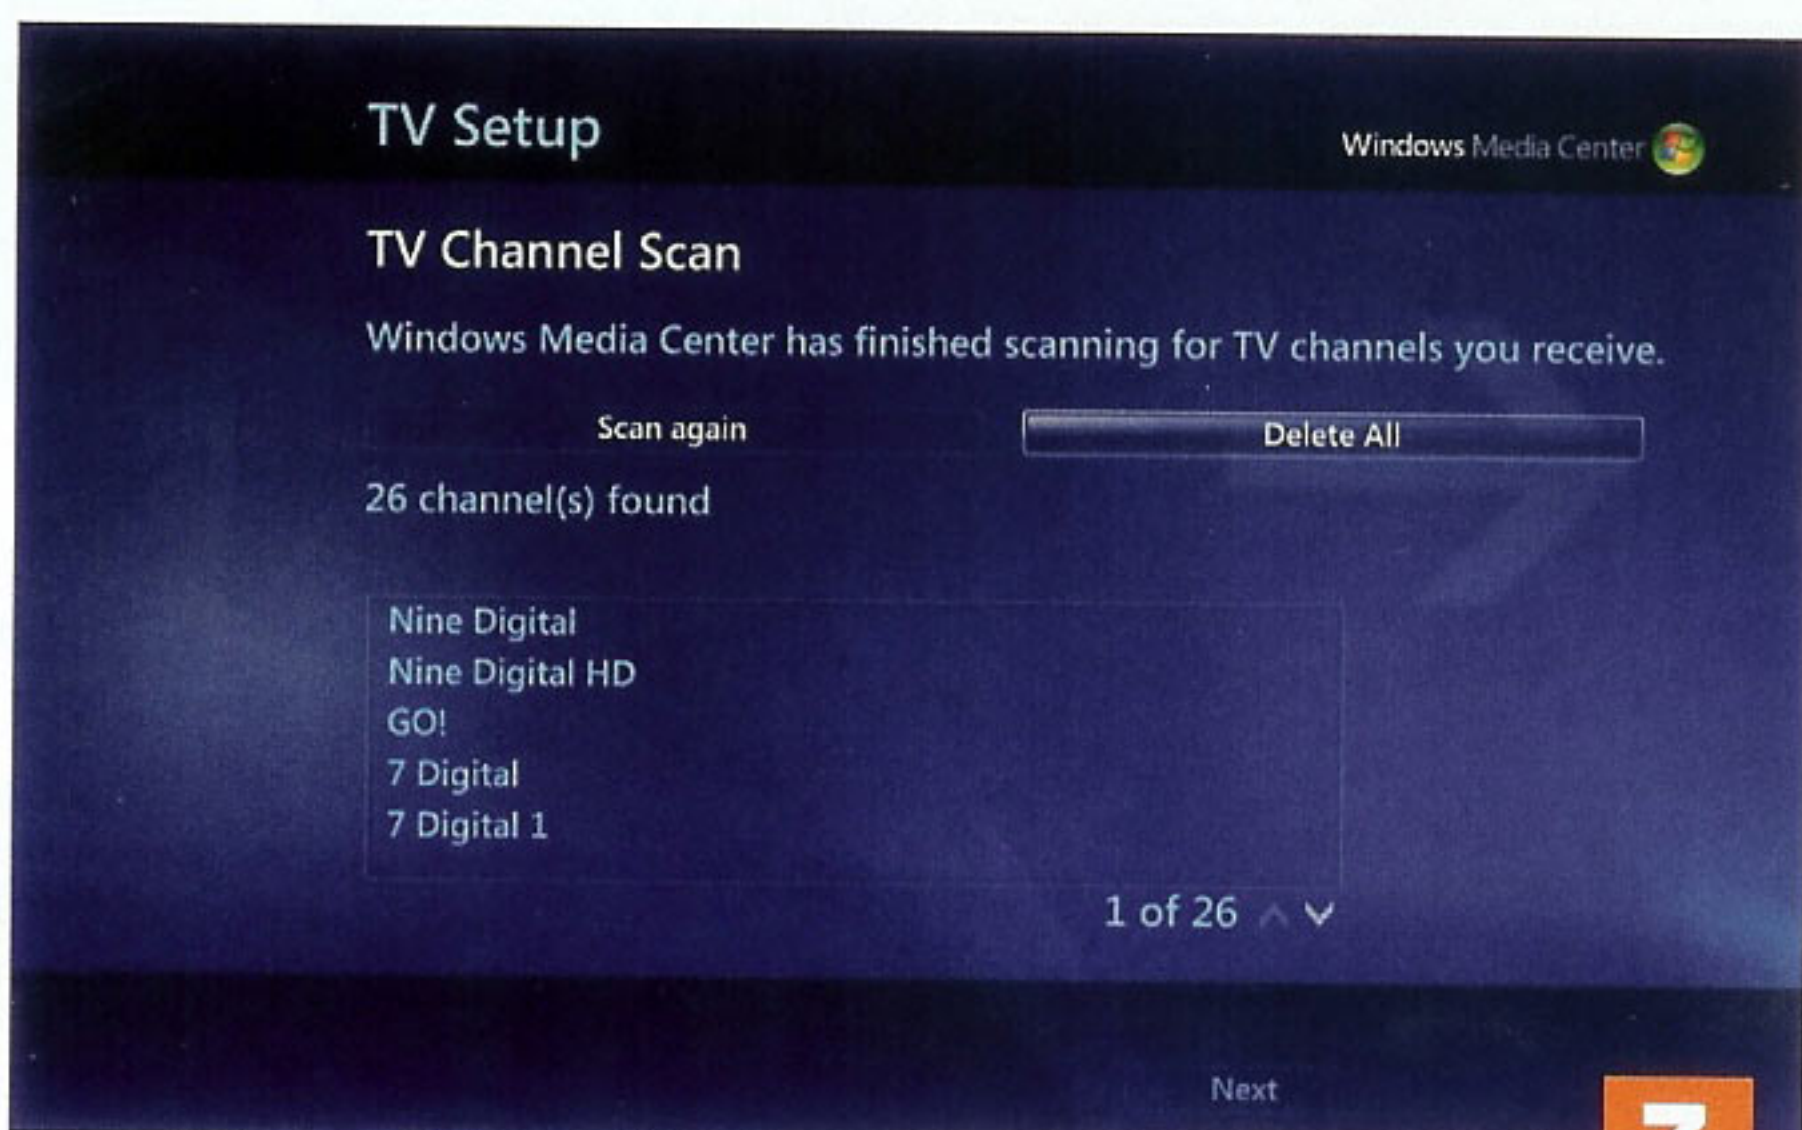 TV Setup
Windows Media Center
TV Channel Scan
Windows Media Center has finished scanning for TV channels you receive.
Scan again
Delete All
26 channel(s) found
Nine Digital
Nine Digital HD
GO!
7 Digital
7 Digital 1
1 of 26
Next